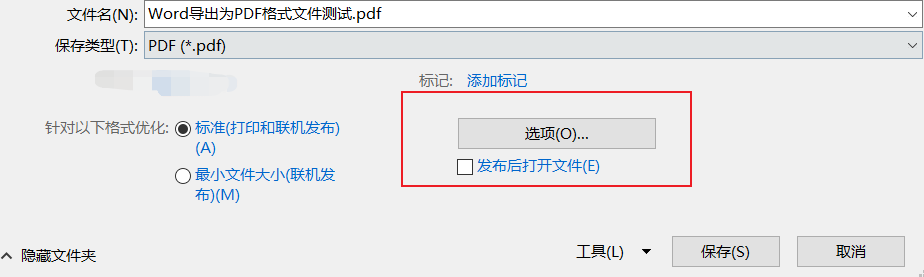 文件名(N): Word导出为PDF格式文件测试.pdf
保存类型(T): PDF (*.pdf)
标记: 添加标记
针对以下格式优化: 标准(打印和联机发布)
(A)
最小文件大小(联机发
布)(M)
选项(O)...
发布后打开文件(E)
隐藏文件夹 工具(L) 保存(S) 取消